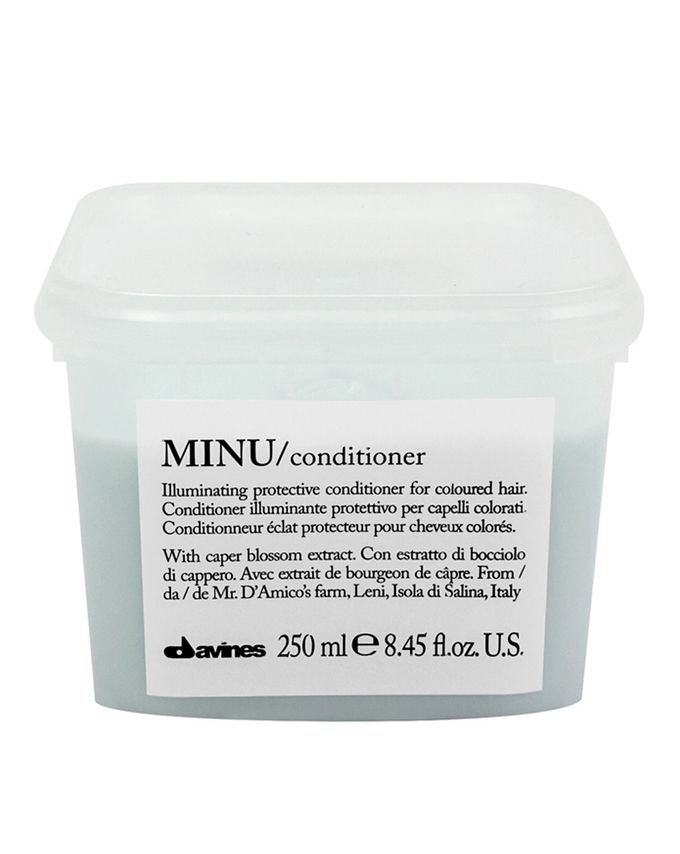 MINU/conditioner
Illuminating protective conditioner for coloured hair.
Conditioner illuminante protettivo per capelli colorati.
Conditionneur éclat protecteur pour cheveux colorés.
With caper blossom extract. Con estratto di bocciolo
di cappero. Avec extrait de bourgeon de câpre. From /
da / de Mr. D’Amico’s farm, Leni, Isola di Salina, Italy
davines 250 ml ℮ 8.45 fl.oz. U.S.